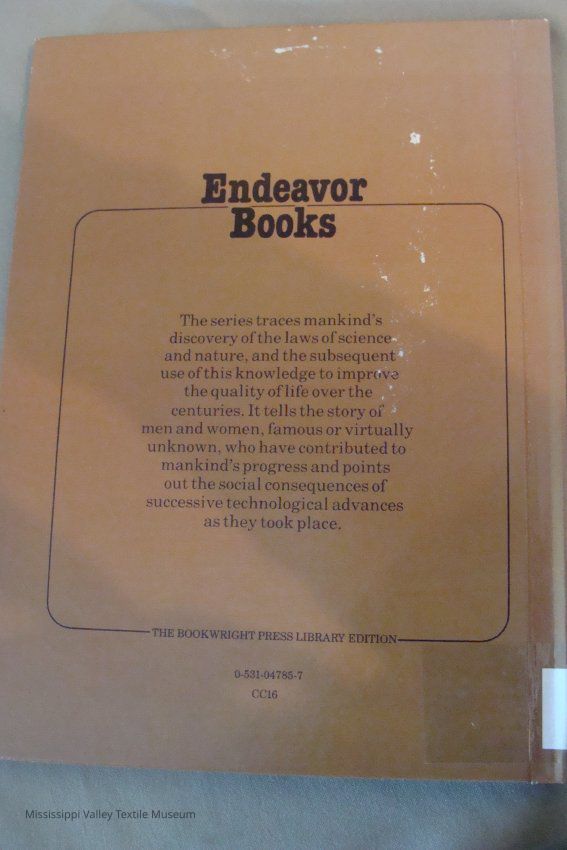 Endeavor
Books
The series traces mankind's
discovery of the laws of science
and nature, and the subsequent
use of this knowledge to improve
the quality of life over the
centuries. It tells the story of
men and women, famous or virtually
unknown, who have contributed to
mankind's progress and points
out the social consequences of
successive technological advances
as they took place.
THE BOOKWRIGHT PRESS LIBRARY EDITION
0-531-04785-7
CC16
Mississippi Valley Textile Museum